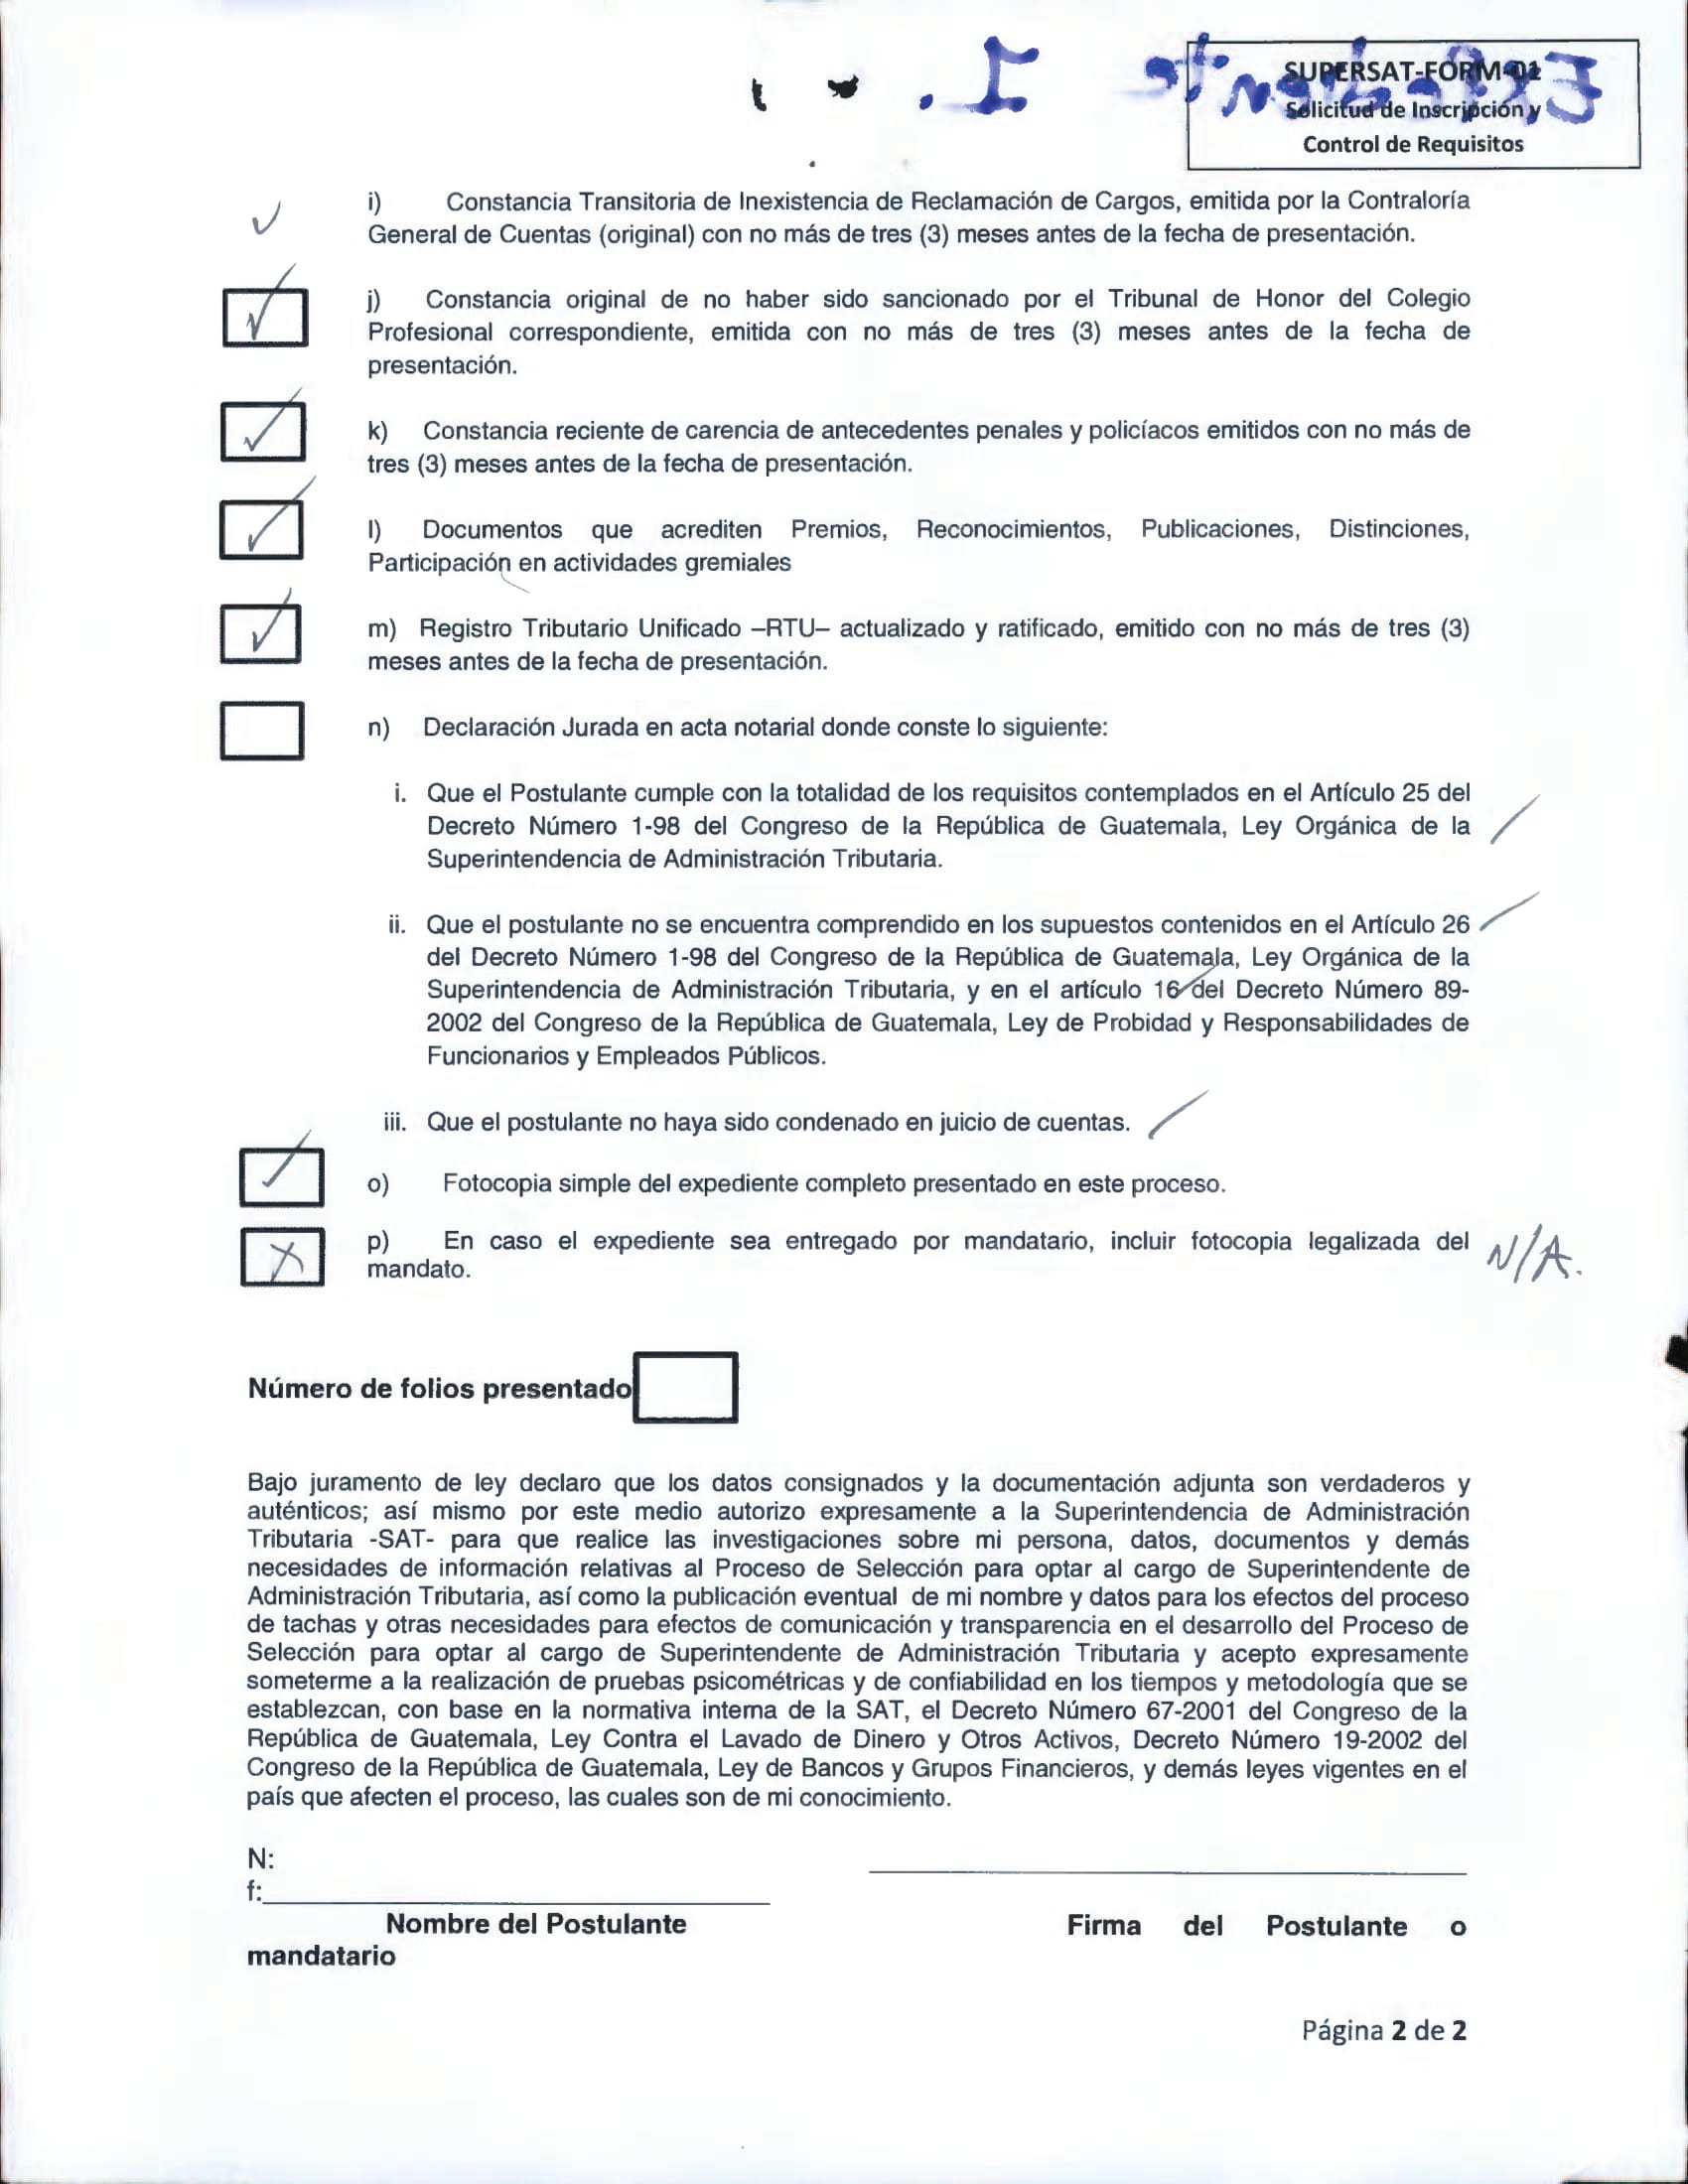 SUPERSAT-FORM-01
Solicitud de Inscripción y
Control de Requisitos
i) Constancia Transitoria de Inexistencia de Reclamación de Cargos, emitida por la Contraloría
General de Cuentas (original) con no más de tres (3) meses antes de la fecha de presentación.
j) Constancia original de no haber sido sancionado por el Tribunal de Honor del Colegio
Profesional correspondiente, emitida con no más de tres (3) meses antes de la fecha de
presentación.
k) Constancia reciente de carencia de antecedentes penales y policíacos emitidos con no más de
tres (3) meses antes de la fecha de presentación.
l) Documentos que acrediten Premios, Reconocimientos, Publicaciones, Distinciones,
Participación en actividades gremiales
m) Registro Tributario Unificado –RTU– actualizado y ratificado, emitido con no más de tres (3)
meses antes de la fecha de presentación.
n) Declaración Jurada en acta notarial donde conste lo siguiente:
i. Que el Postulante cumple con la totalidad de los requisitos contemplados en el Artículo 25 del
Decreto Número 1-98 del Congreso de la República de Guatemala, Ley Orgánica de la
Superintendencia de Administración Tributaria.
ii. Que el postulante no se encuentra comprendido en los supuestos contenidos en el Artículo 26
del Decreto Número 1-98 del Congreso de la República de Guatemala, Ley Orgánica de la
Superintendencia de Administración Tributaria, y en el artículo 16 del Decreto Número 89-
2002 del Congreso de la República de Guatemala, Ley de Probidad y Responsabilidades de
Funcionarios y Empleados Públicos.
iii. Que el postulante no haya sido condenado en juicio de cuentas.
o) Fotocopia simple del expediente completo presentado en este proceso.
p) En caso el expediente sea entregado por mandatario, incluir fotocopia legalizada del N/A.
mandato.
Número de folios presentado
Bajo juramento de ley declaro que los datos consignados y la documentación adjunta son verdaderos y
auténticos; así mismo por este medio autorizo expresamente a la Superintendencia de Administración
Tributaria -SAT- para que realice las investigaciones sobre mi persona, datos, documentos y demás
necesidades de información relativas al Proceso de Selección para optar al cargo de Superintendente de
Administración Tributaria, así como la publicación eventual de mi nombre y datos para los efectos del proceso
de tachas y otras necesidades para efectos de comunicación y transparencia en el desarrollo del Proceso de
Selección para optar al cargo de Superintendente de Administración Tributaria y acepto expresamente
someterme a la realización de pruebas psicométricas y de confiabilidad en los tiempos y metodología que se
establezcan, con base en la normativa interna de la SAT, el Decreto Número 67-2001 del Congreso de la
República de Guatemala, Ley Contra el Lavado de Dinero y Otros Activos, Decreto Número 19-2002 del
Congreso de la República de Guatemala, Ley de Bancos y Grupos Financieros, y demás leyes vigentes en el
país que afecten el proceso, las cuales son de mi conocimiento.
N:
f:
Nombre del Postulante Firma del Postulante o
mandatario
Página 2 de 2